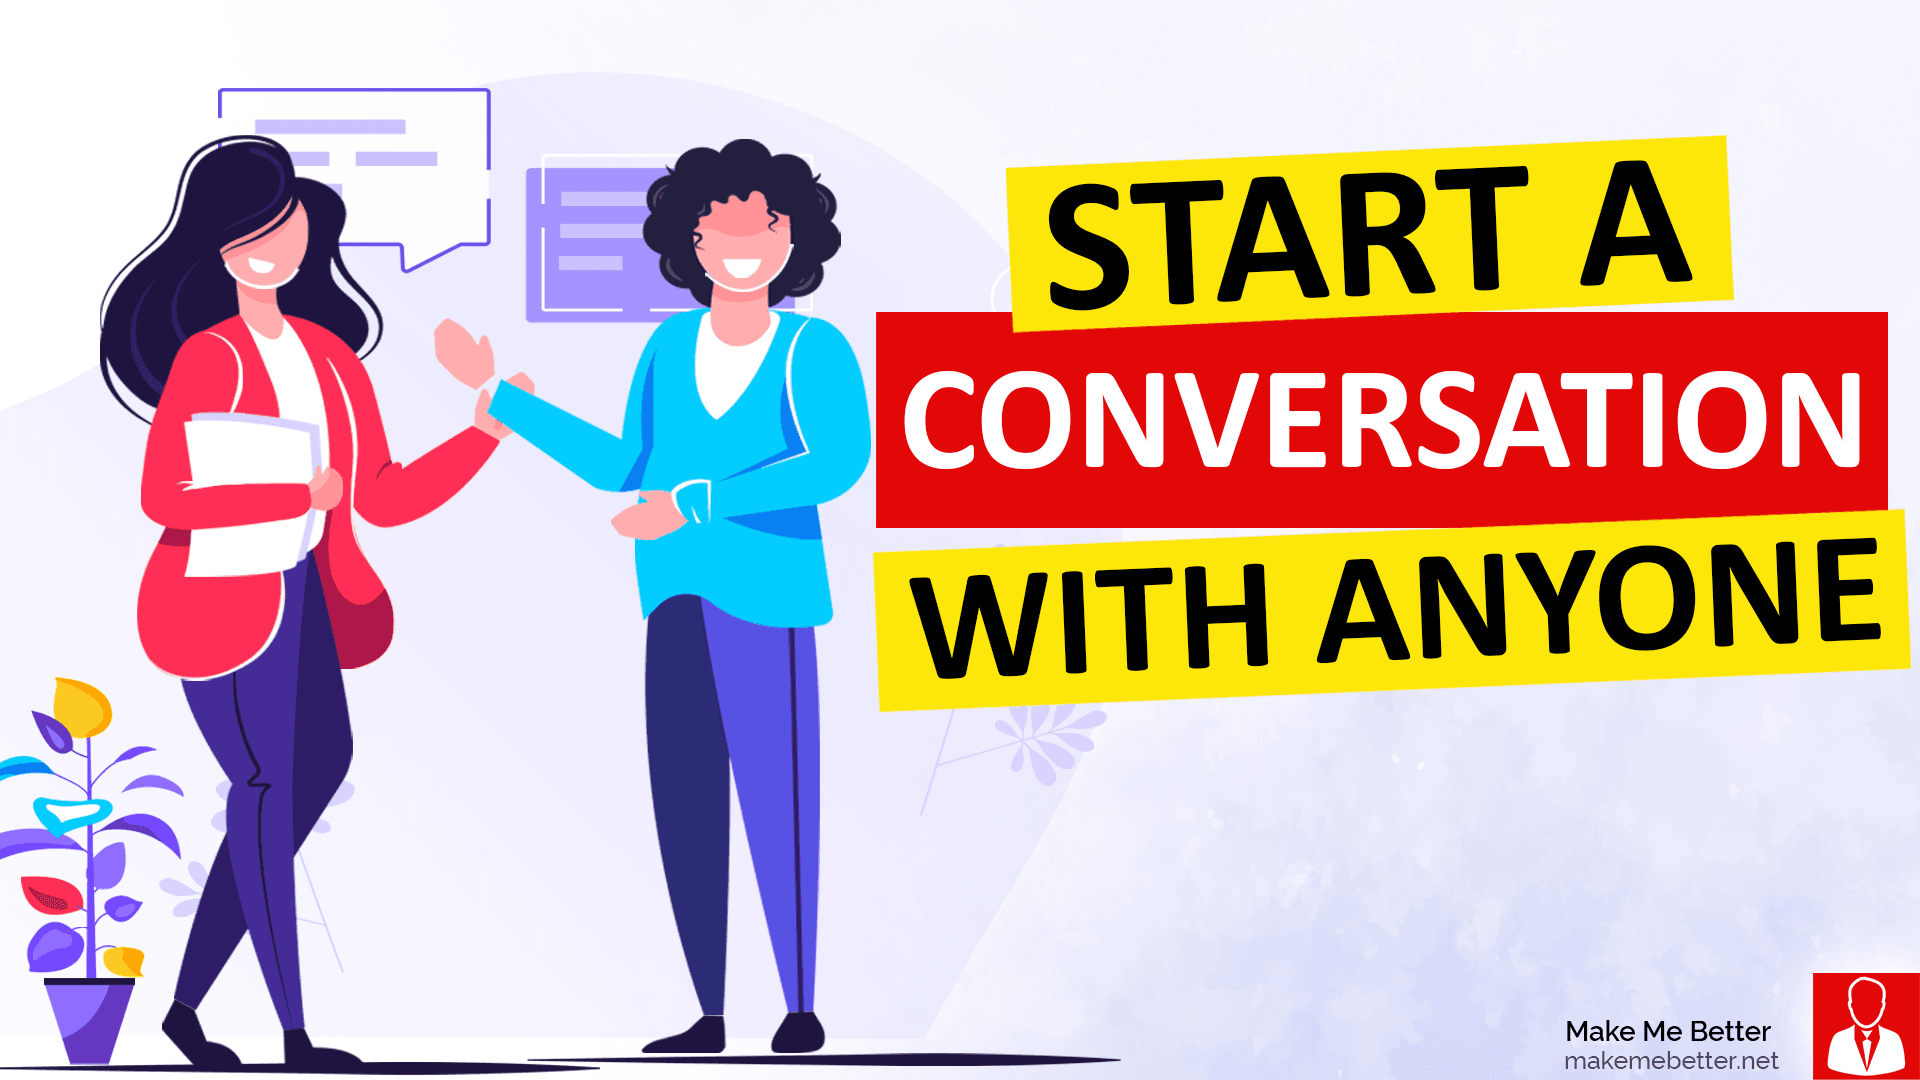 START A
CONVERSATION
WITH ANYONE
Make Me Better
makemebetter.net